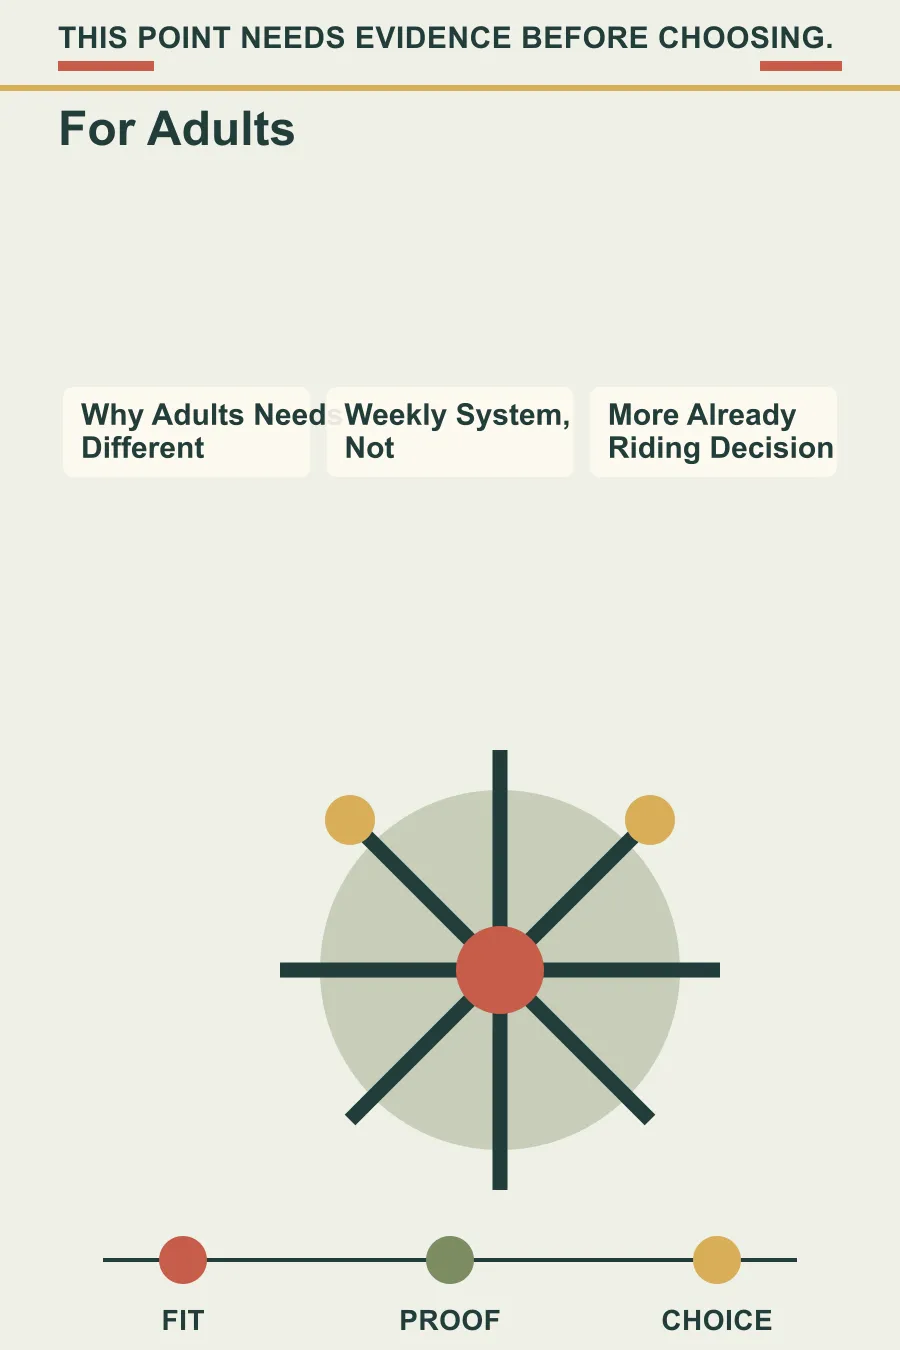 THIS POINT NEEDS EVIDENCE BEFORE CHOOSING.
For Adults
Why Adults Needs
Different
Weekly System,
Not
More Already
Riding Decision
FIT
PROOF
CHOICE